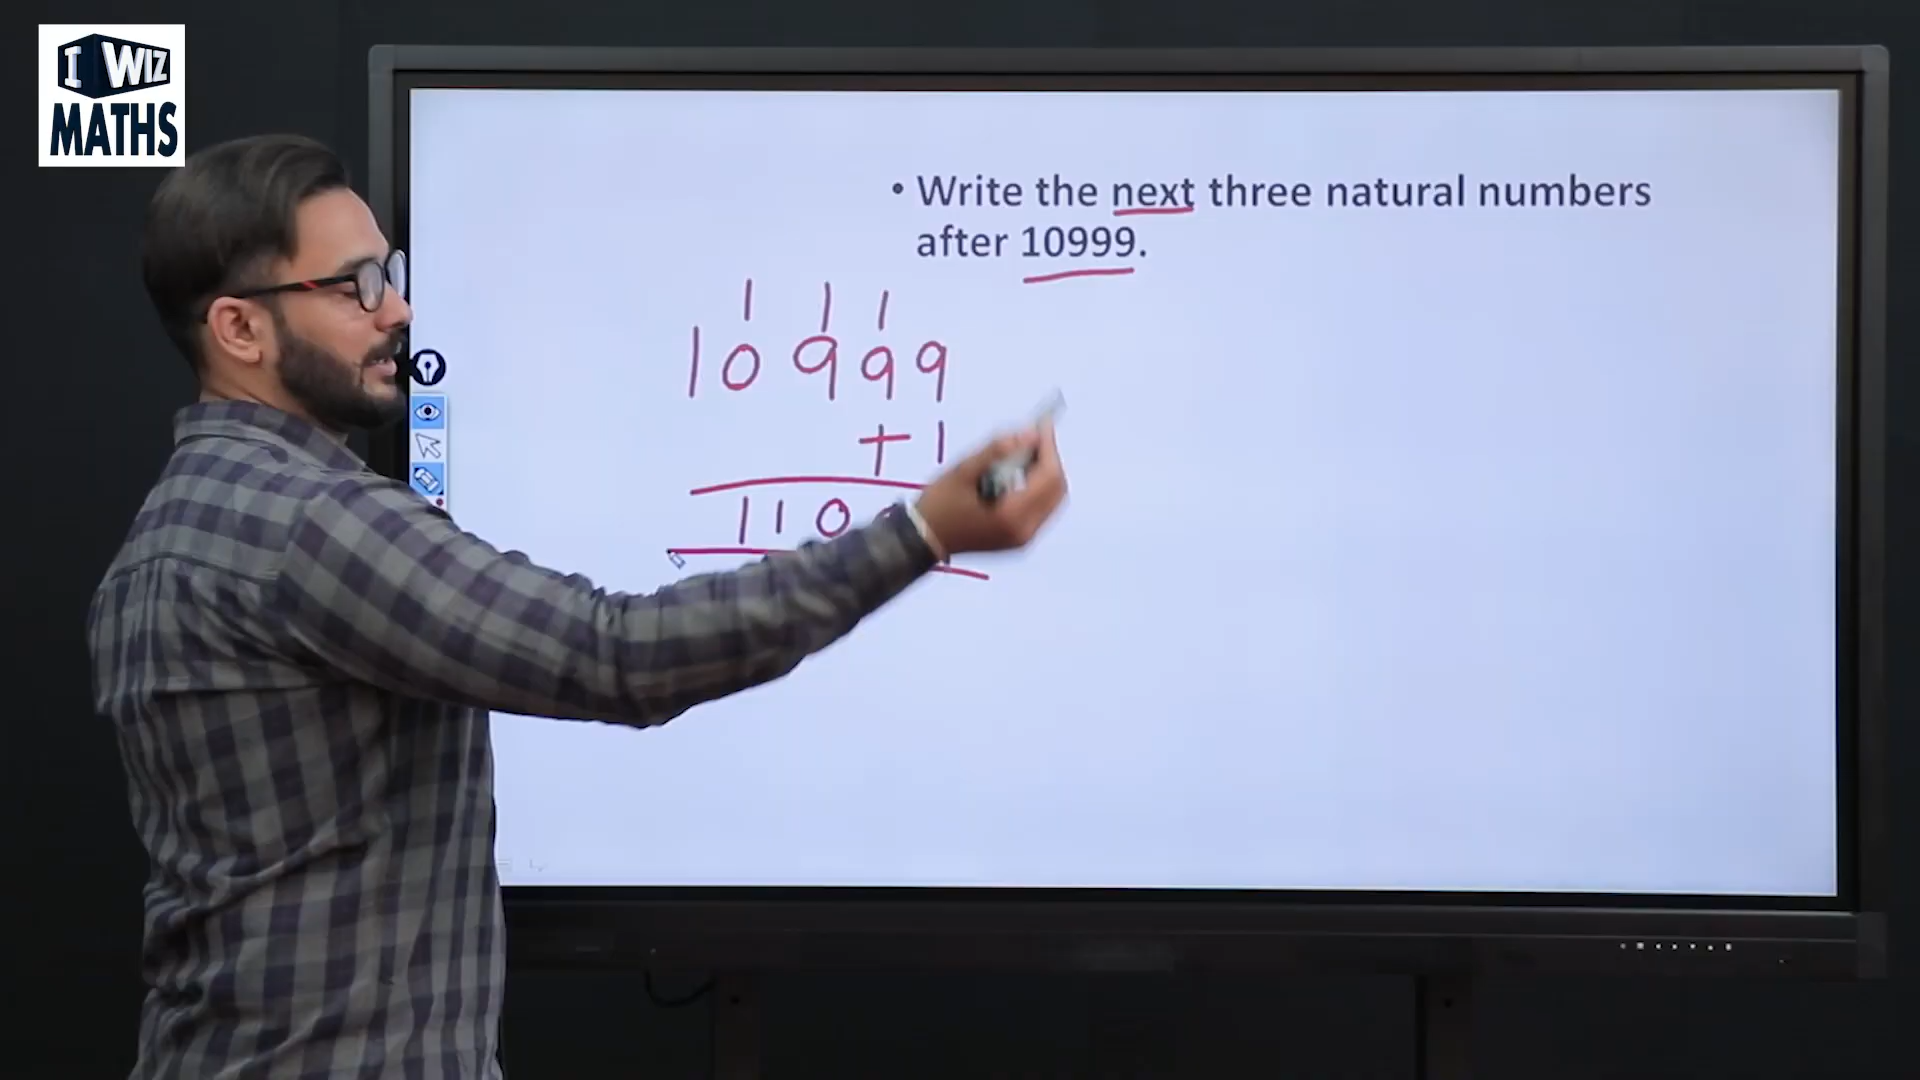 I WIZ
MATHS
• Write the next three natural numbers
after 10999.
1 1 1
10999
+ 1
110